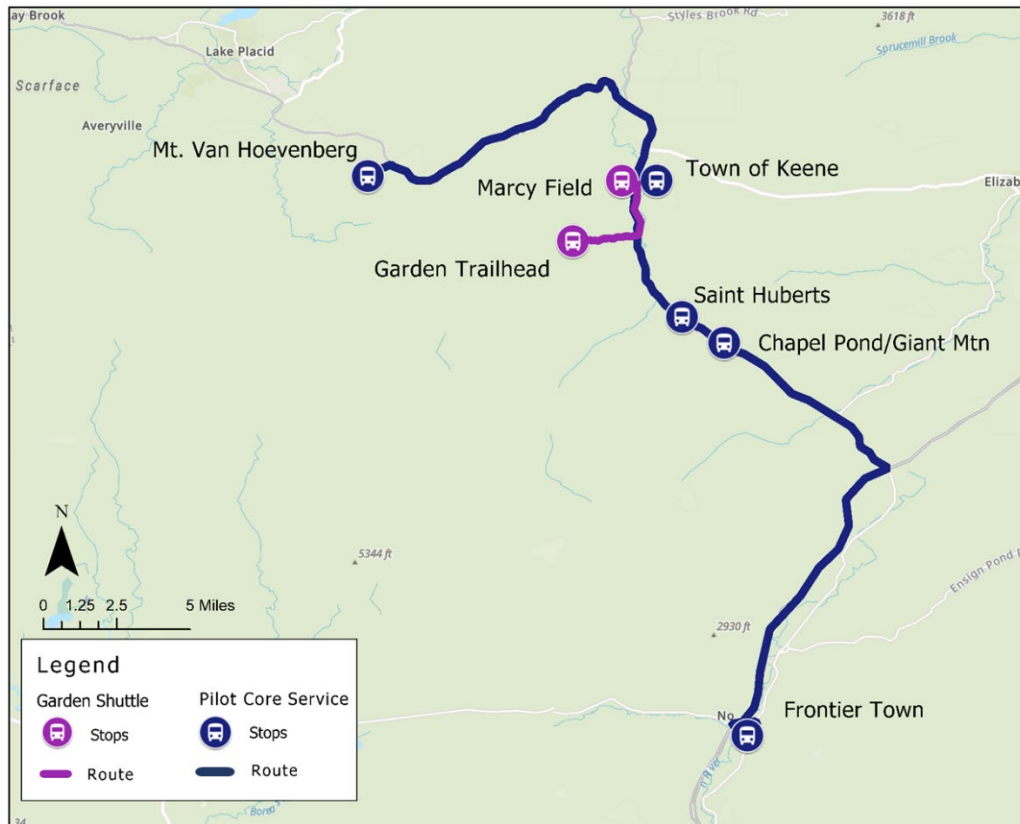 ay Brook
Styles Brook Rd
3618 ft
Lake Placid
Sprucemill Brook
Scarface
Averyville
Mt. Van Hoevenberg
Town of Keene
Marcy Field
Elizab
Garden Trailhead
Saint Huberts
Chapel Pond/Giant Mtn
N
5344 ft
Ensign Pond R
0 1.25 2.5 5 Miles
2930 ft
Legend
Garden Shuttle Pilot Core Service
Stops Stops
Route Route
No
Frontier Town
n River
Borea
34